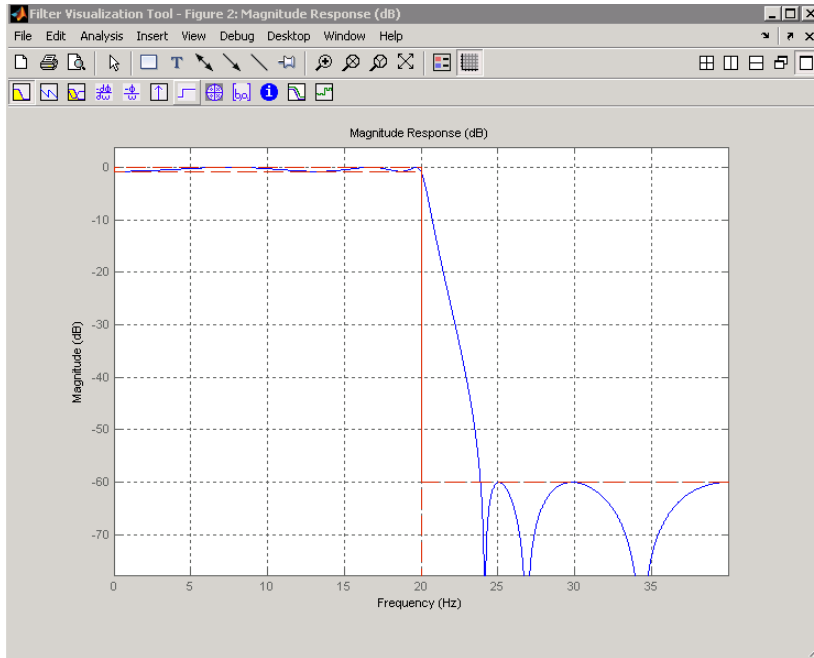 Filter Visualization Tool - Figure 2: Magnitude Response (dB)
File Edit Analysis Insert View Debug Desktop Window Help
T
Magnitude Response (dB)
0
-10
-20
-30
-40
-50
-60
-70
Magnitude (dB)
0 5 10 15 20 25 30 35
Frequency (Hz)